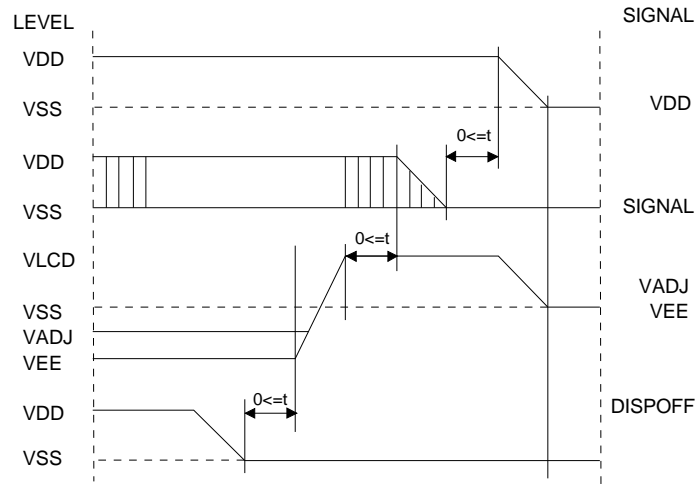 LEVEL SIGNAL
VDD
VSS VDD
0<=t
VDD
VSS SIGNAL
0<=t
VLCD
VSS VADJ
VEE
VADJ
VEE
0<=t
VDD DISPOFF
VSS